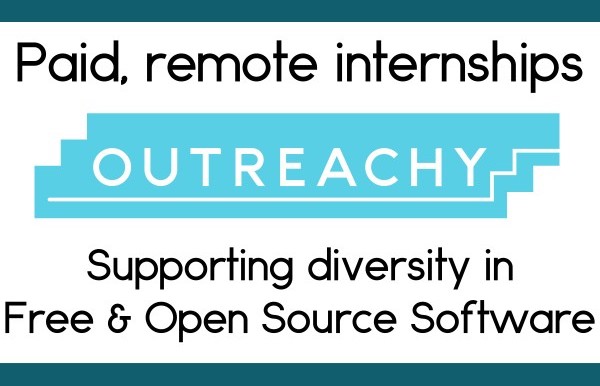 Paid, remote internships
OUTREACHY
Supporting diversity in
Free & Open Source Software